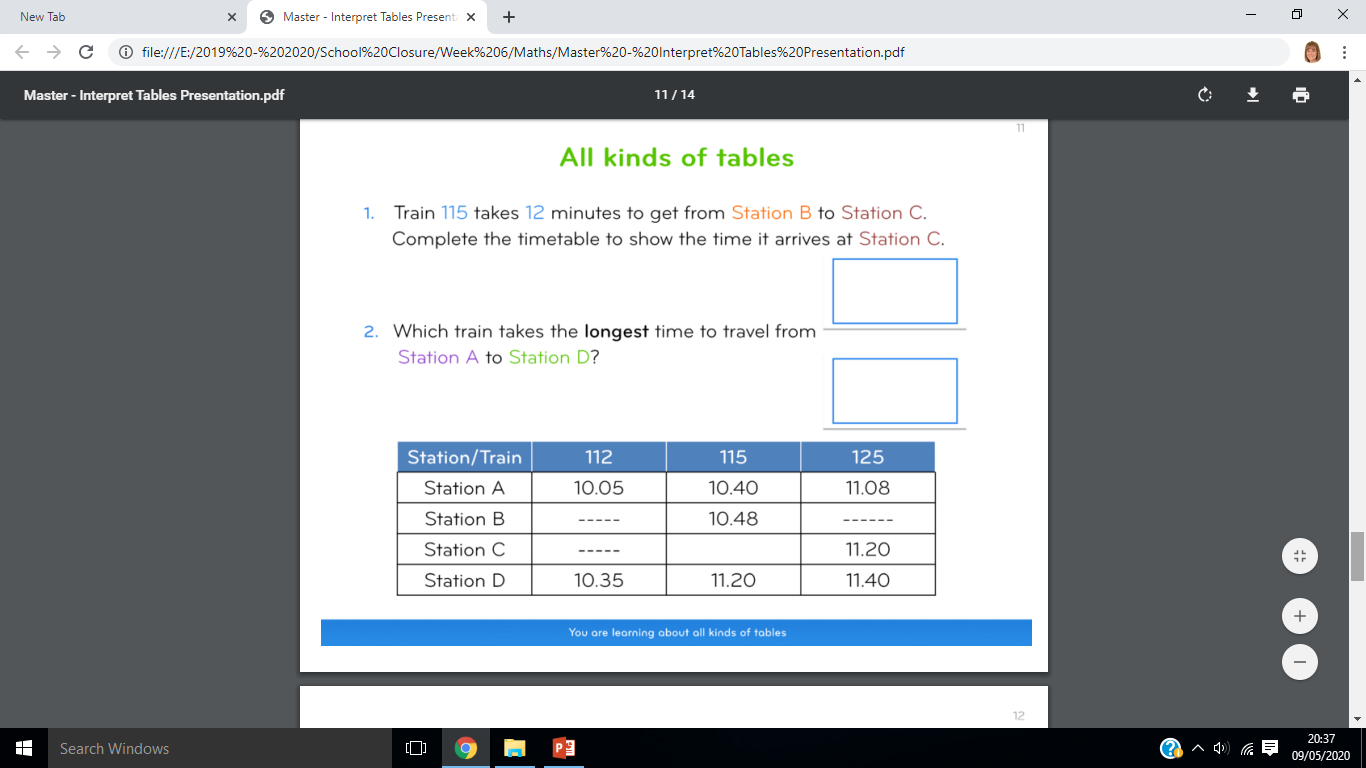 New Tab
Master - Interpret Tables Present
file:///E:/2019%20-%202020/School%20Closure/Week%206/Maths/Master%20-%20Interpret%20Tables%20Presentation.pdf
Master - Interpret Tables Presentation.pdf
11 / 14
11
All kinds of tables
1. Train 115 takes 12 minutes to get from Station B to Station C.
Complete the timetable to show the time it arrives at Station C.
2. Which train takes the longest time to travel from
Station A to Station D?
Station/Train 112 115 125
Station A 10.05 10.40 11.08
Station B ----- 10.48 ------
Station C ----- 11.20
Station D 10.35 11.20 11.40
You are learning about all kinds of tables
12
Search Windows
20:37
09/05/2020